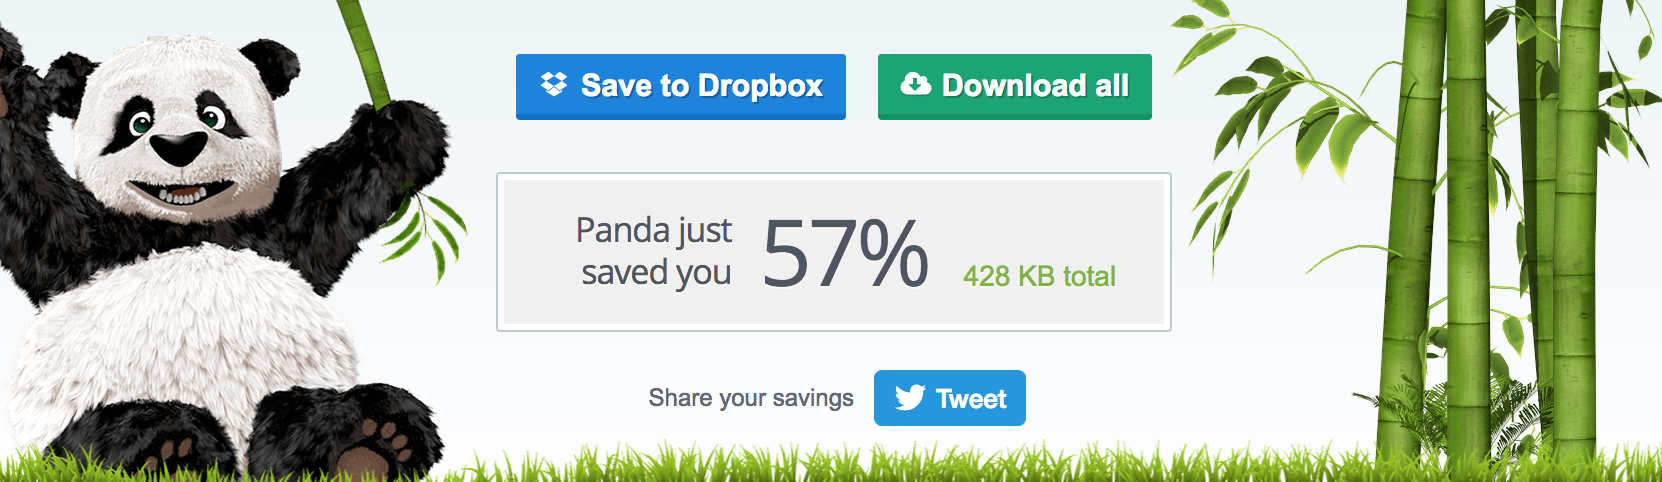 Save to Dropbox
Download all
Panda just
saved you
57%
428 KB total
Share your savings
Tweet